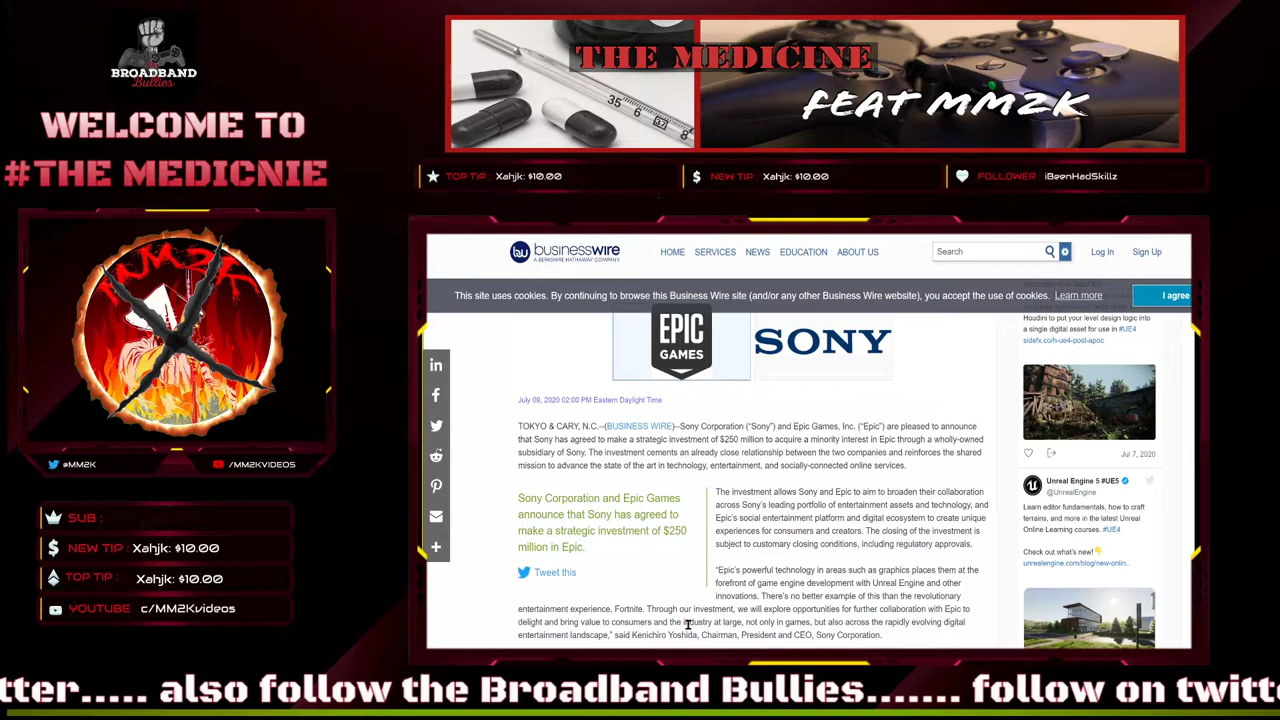 BROADBAND
Bullies
WELCOME TO
#THE MEDICNIE
MM2K
@MM2K
/MM2KVIDEOS
SUB :
NEW TIP : Xahjk: $10.00
TOP TIP : Xahjk: $10.00
YOUTUBE c/MM2Kvideos
THE MEDICINE
FEAT MM2K
35 6 37 8
TOP TIP : Xahjk: $10.00
NEW TIP : Xahjk: $10.00
FOLLOWER : iBeenHadSkillz
bu businesswire
A BERKSHIRE HATHAWAY COMPANY
HOME SERVICES NEWS EDUCATION ABOUT US
Search
Log In Sign Up
This site uses cookies. By continuing to browse this Business Wire site (and/or any other Business Wire website), you accept the use of cookies. Learn more
I agree
EPIC
GAMES
SONY
July 09, 2020 02:00 PM Eastern Daylight Time
TOKYO & CARY, N.C.--(BUSINESS WIRE)--Sony Corporation (“Sony”) and Epic Games, Inc. (“Epic”) are pleased to announce
that Sony has agreed to make a strategic investment of $250 million to acquire a minority interest in Epic through a wholly-owned
subsidiary of Sony. The investment cements an already close relationship between the two companies and reinforces the shared
mission to advance the state of the art in technology, entertainment, and socially-connected online services.
Sony Corporation and Epic Games
announce that Sony has agreed to
make a strategic investment of $250
million in Epic.
Tweet this
The investment allows Sony and Epic to aim to broaden their collaboration
across Sony’s leading portfolio of entertainment assets and technology, and
Epic’s social entertainment platform and digital ecosystem to create unique
experiences for consumers and creators. The closing of the investment is
subject to customary closing conditions, including regulatory approvals.
“Epic’s powerful technology in areas such as graphics places them at the
forefront of game engine development with Unreal Engine and other
innovations. There’s no better example of this than the revolutionary
entertainment experience, Fortnite. Through our investment, we will explore opportunities for further collaboration with Epic to
delight and bring value to consumers and the industry at large, not only in games, but also across the rapidly evolving digital
entertainment landscape,” said Kenichiro Yoshida, Chairman, President and CEO, Sony Corporation.
Houdini to put your level design logic into
a single digital asset for use in #UE4
sidefx.co/h-ue4-post-apoc
Jul 7, 2020
Unreal Engine 5 #UE5
@UnrealEngine
Learn editor fundamentals, how to craft
terrains, and more in the latest Unreal
Online Learning courses. #UE4
Check out what's new!
unrealengine.com/blog/new-onlin..
tter..... also follow the Broadband Bullies....... follow on twitt